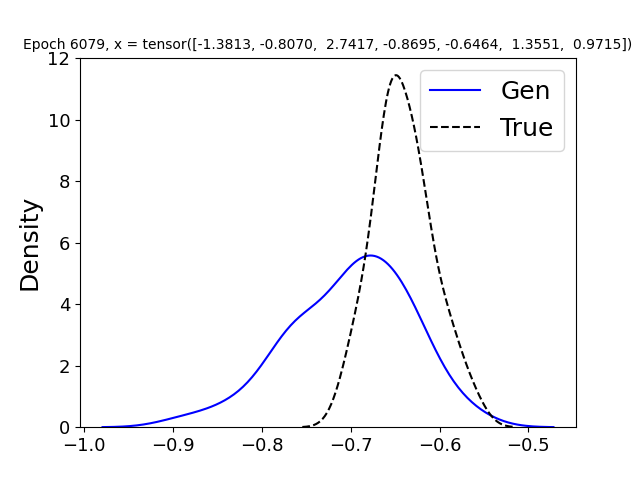 Epoch 6079, x = tensor([-1.3813, -0.8070,  2.7417, -0.8695, -0.6464,  1.3551,  0.9715])
12
10
8
6
4
2
0
Density
Gen
True
−1.0 −0.9 −0.8 −0.7 −0.6 −0.5